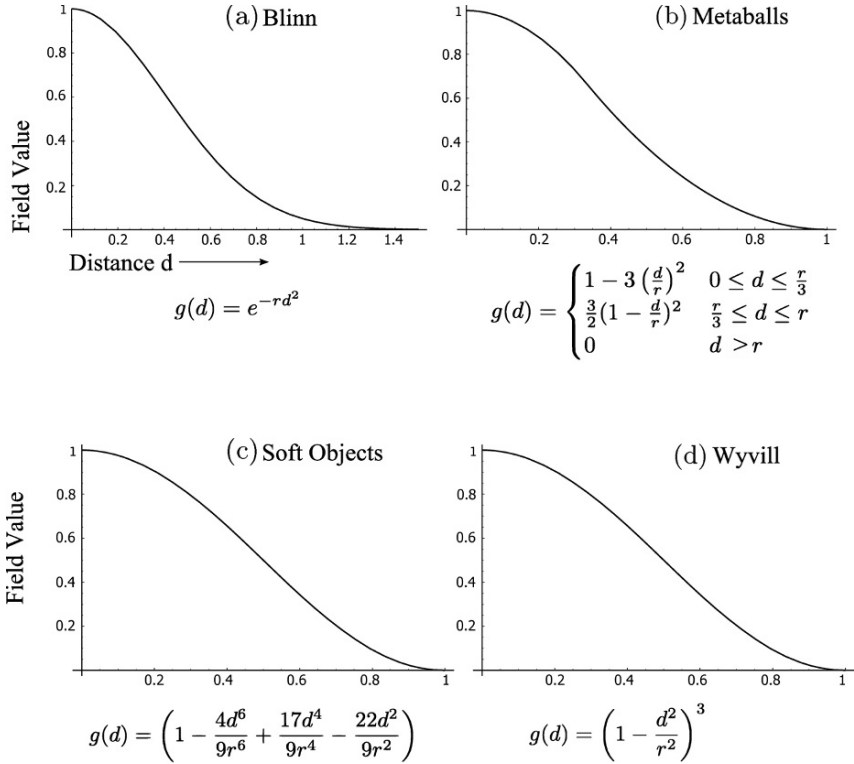 (a) Blinn
1
0.8
0.6
0.4
0.2
Field Value
0.2 0.4 0.6 0.8 1 1.2 1.4
Distance d
g(d) = e^{-rd^2}
(b) Metaballs
1
0.8
0.6
0.4
0.2
0.2 0.4 0.6 0.8 1
g(d) = { 1 − 3 (d/r)^2 0 ≤ d ≤ r/3
3/2(1 − d/r)^2 r/3 ≤ d ≤ r
0 d > r
(c) Soft Objects
1
0.8
0.6
0.4
0.2
Field Value
0.2 0.4 0.6 0.8 1
g(d) = (1 − 4d^6/9r^6 + 17d^4/9r^4 − 22d^2/9r^2)
(d) Wyvill
1
0.8
0.6
0.4
0.2
0.2 0.4 0.6 0.8 1
g(d) = (1 − d^2/r^2)^3